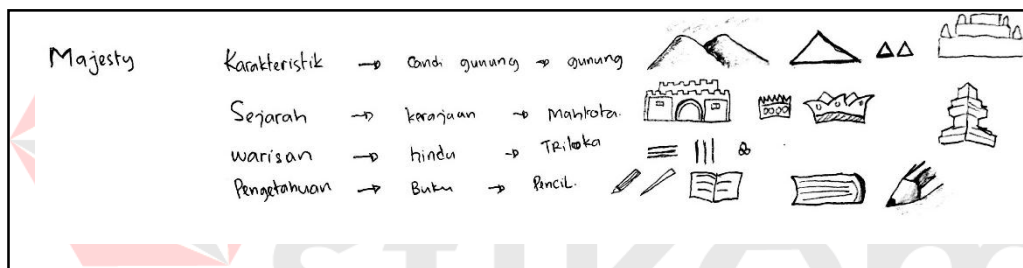 Majesty Karakteristik → Candi gunung → gunung
Sejarah → kerajaan → Mahkota.
warisan → hindu → TRiloka
Pengetahuan → Buku → Pencil.